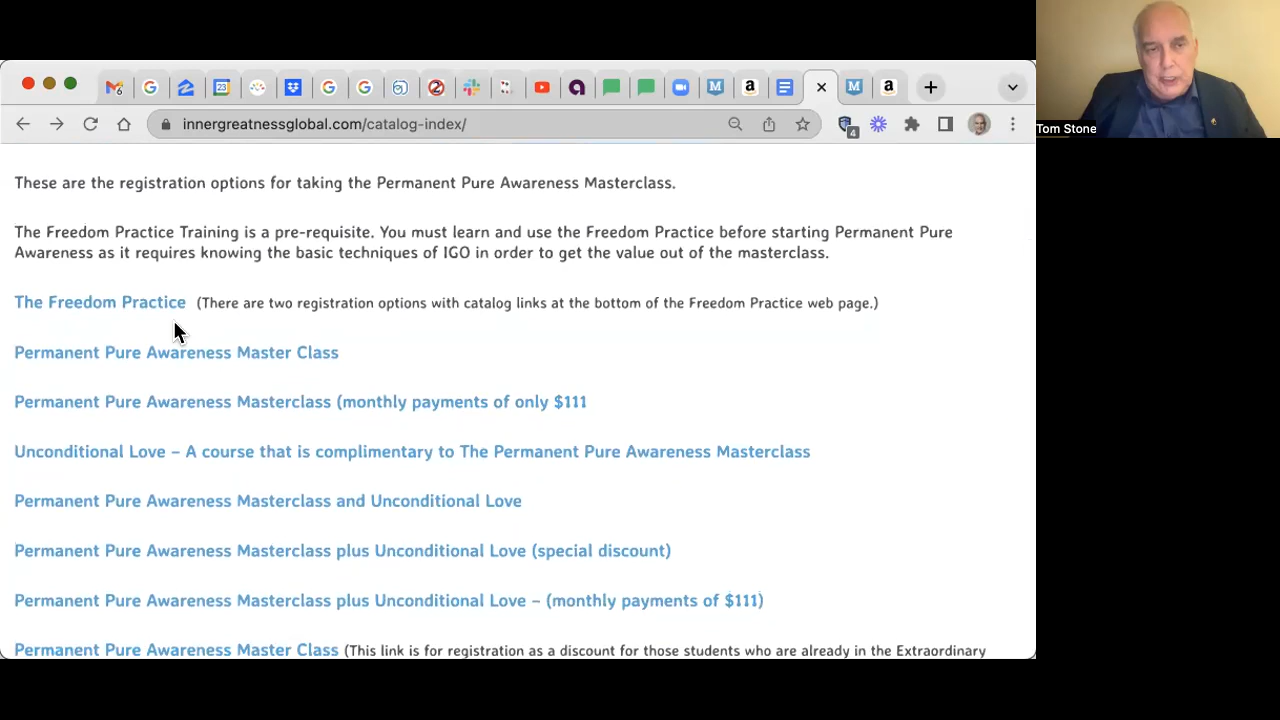 innergreatnessglobal.com/catalog-index/
4
Tom Stone
These are the registration options for taking the Permanent Pure Awareness Masterclass.
The Freedom Practice Training is a pre-requisite. You must learn and use the Freedom Practice before starting Permanent Pure
Awareness as it requires knowing the basic techniques of IGO in order to get the value out of the masterclass.
The Freedom Practice (There are two registration options with catalog links at the bottom of the Freedom Practice web page.)
Permanent Pure Awareness Master Class
Permanent Pure Awareness Masterclass (monthly payments of only $111
Unconditional Love – A course that is complimentary to The Permanent Pure Awareness Masterclass
Permanent Pure Awareness Masterclass and Unconditional Love
Permanent Pure Awareness Masterclass plus Unconditional Love (special discount)
Permanent Pure Awareness Masterclass plus Unconditional Love – (monthly payments of $111)
Permanent Pure Awareness Master Class (This link is for registration as a discount for those students who are already in the Extraordinary